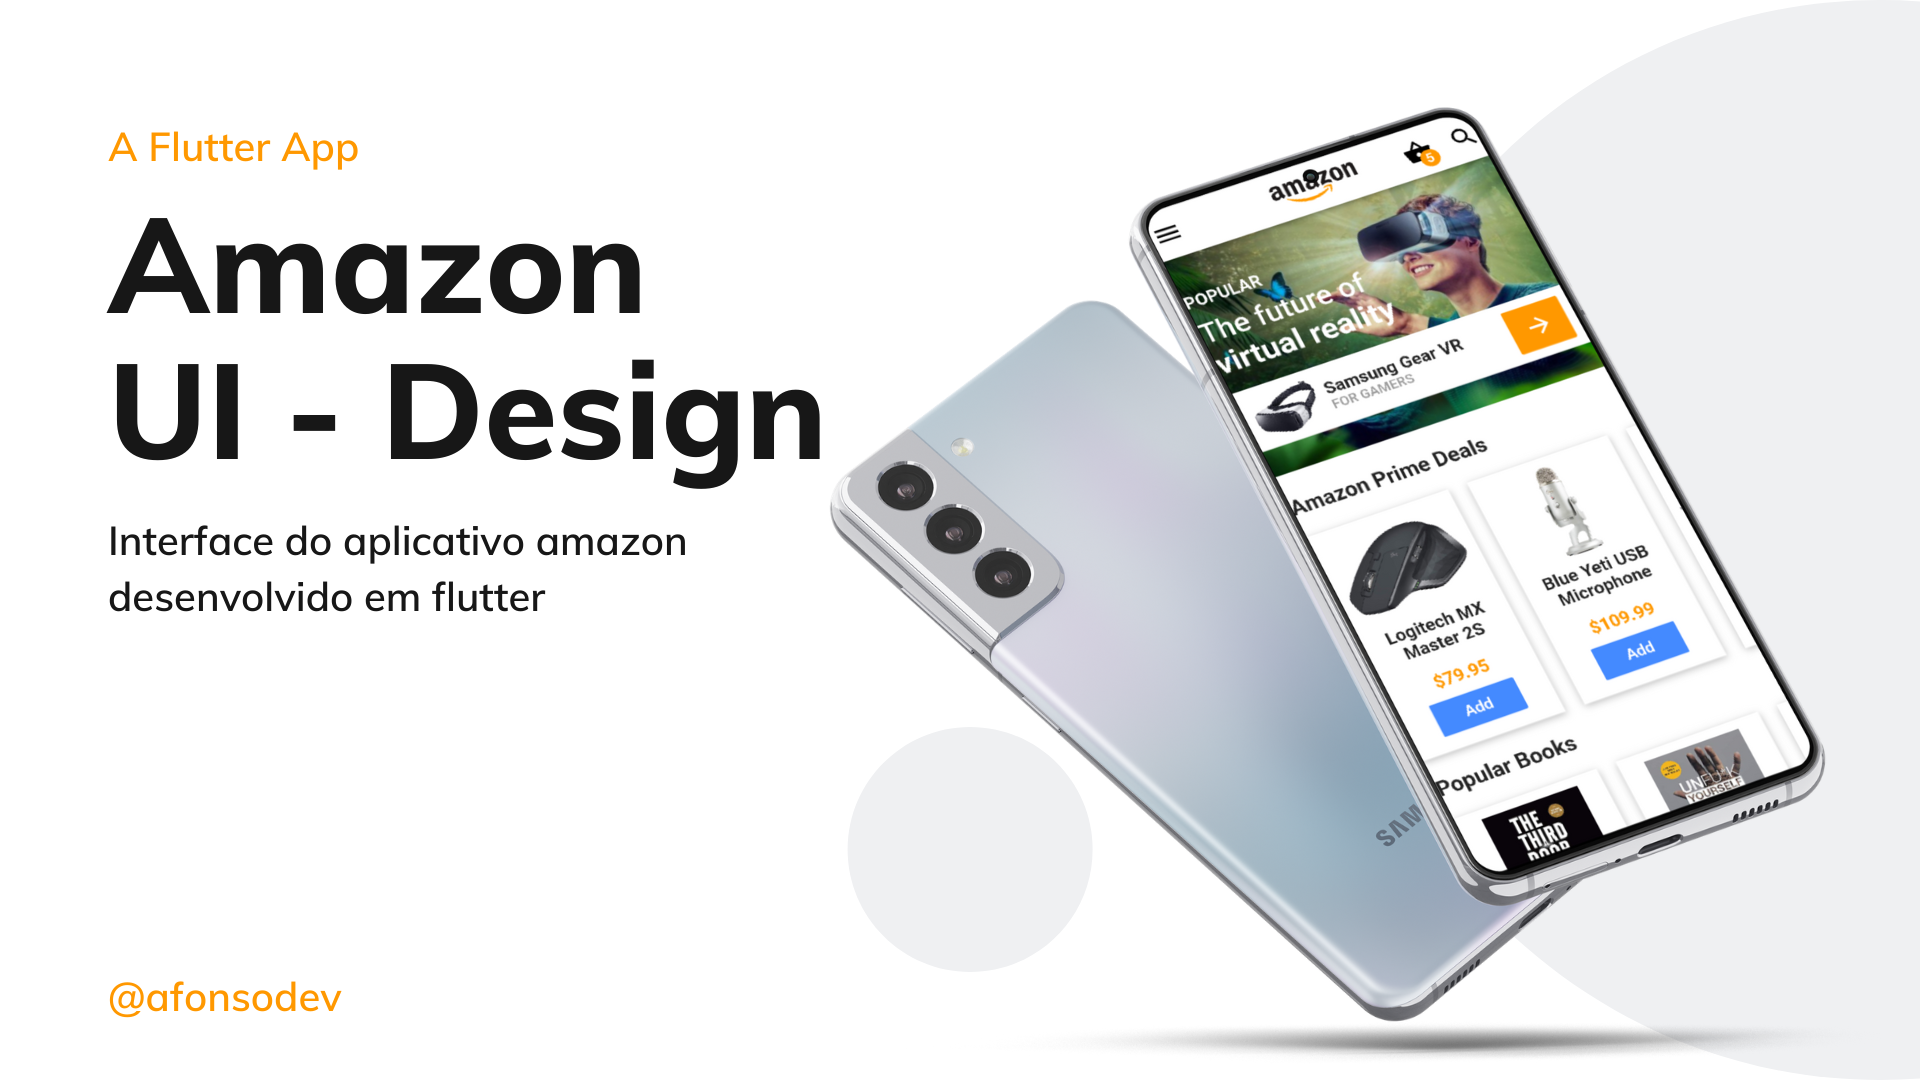 A Flutter App
Amazon
UI - Design
Interface do aplicativo amazon
desenvolvido em flutter
@afonsodev
amazon
5
POPULAR
The future of
virtual reality
Samsung Gear VR
FOR GAMERS
Amazon Prime Deals
Logitech MX
Master 2S
$79.95
Add
Blue Yeti USB
Microphone
$109.99
Add
Popular Books
THE
THIRD
DOOR
YOURSELF
SAM